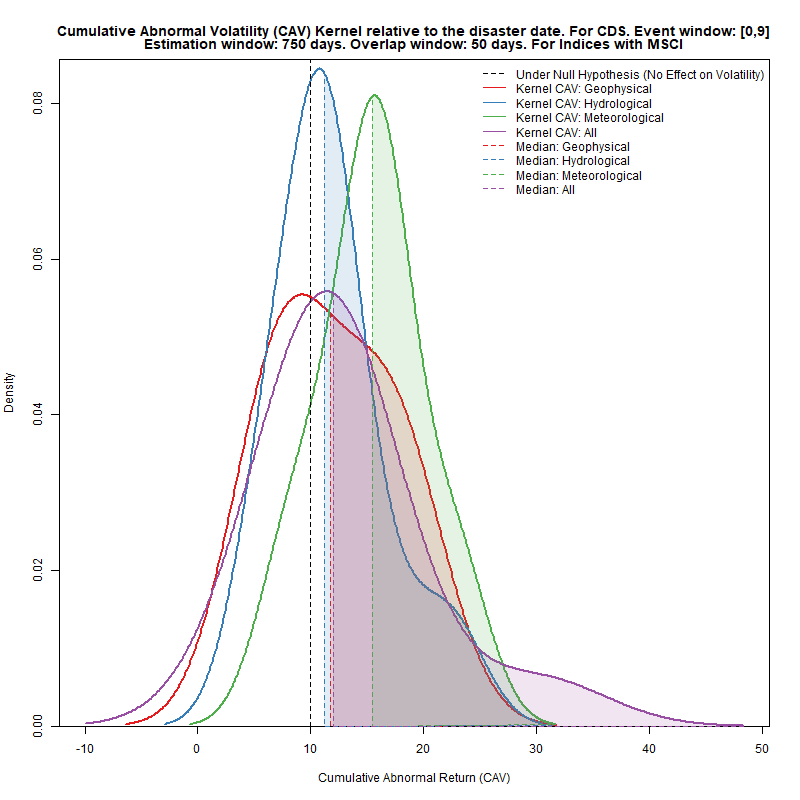 Cumulative Abnormal Volatility (CAV) Kernel relative to the disaster date. For CDS. Event window: [0,9]
Estimation window: 750 days. Overlap window: 50 days. For Indices with MSCI
Under Null Hypothesis (No Effect on Volatility)
Kernel CAV: Geophysical
Kernel CAV: Hydrological
Kernel CAV: Meteorological
Kernel CAV: All
Median: Geophysical
Median: Hydrological
Median: Meteorological
Median: All
Density
0.08
0.06
0.04
0.02
0.00
-10 0 10 20 30 40 50
Cumulative Abnormal Return (CAV)